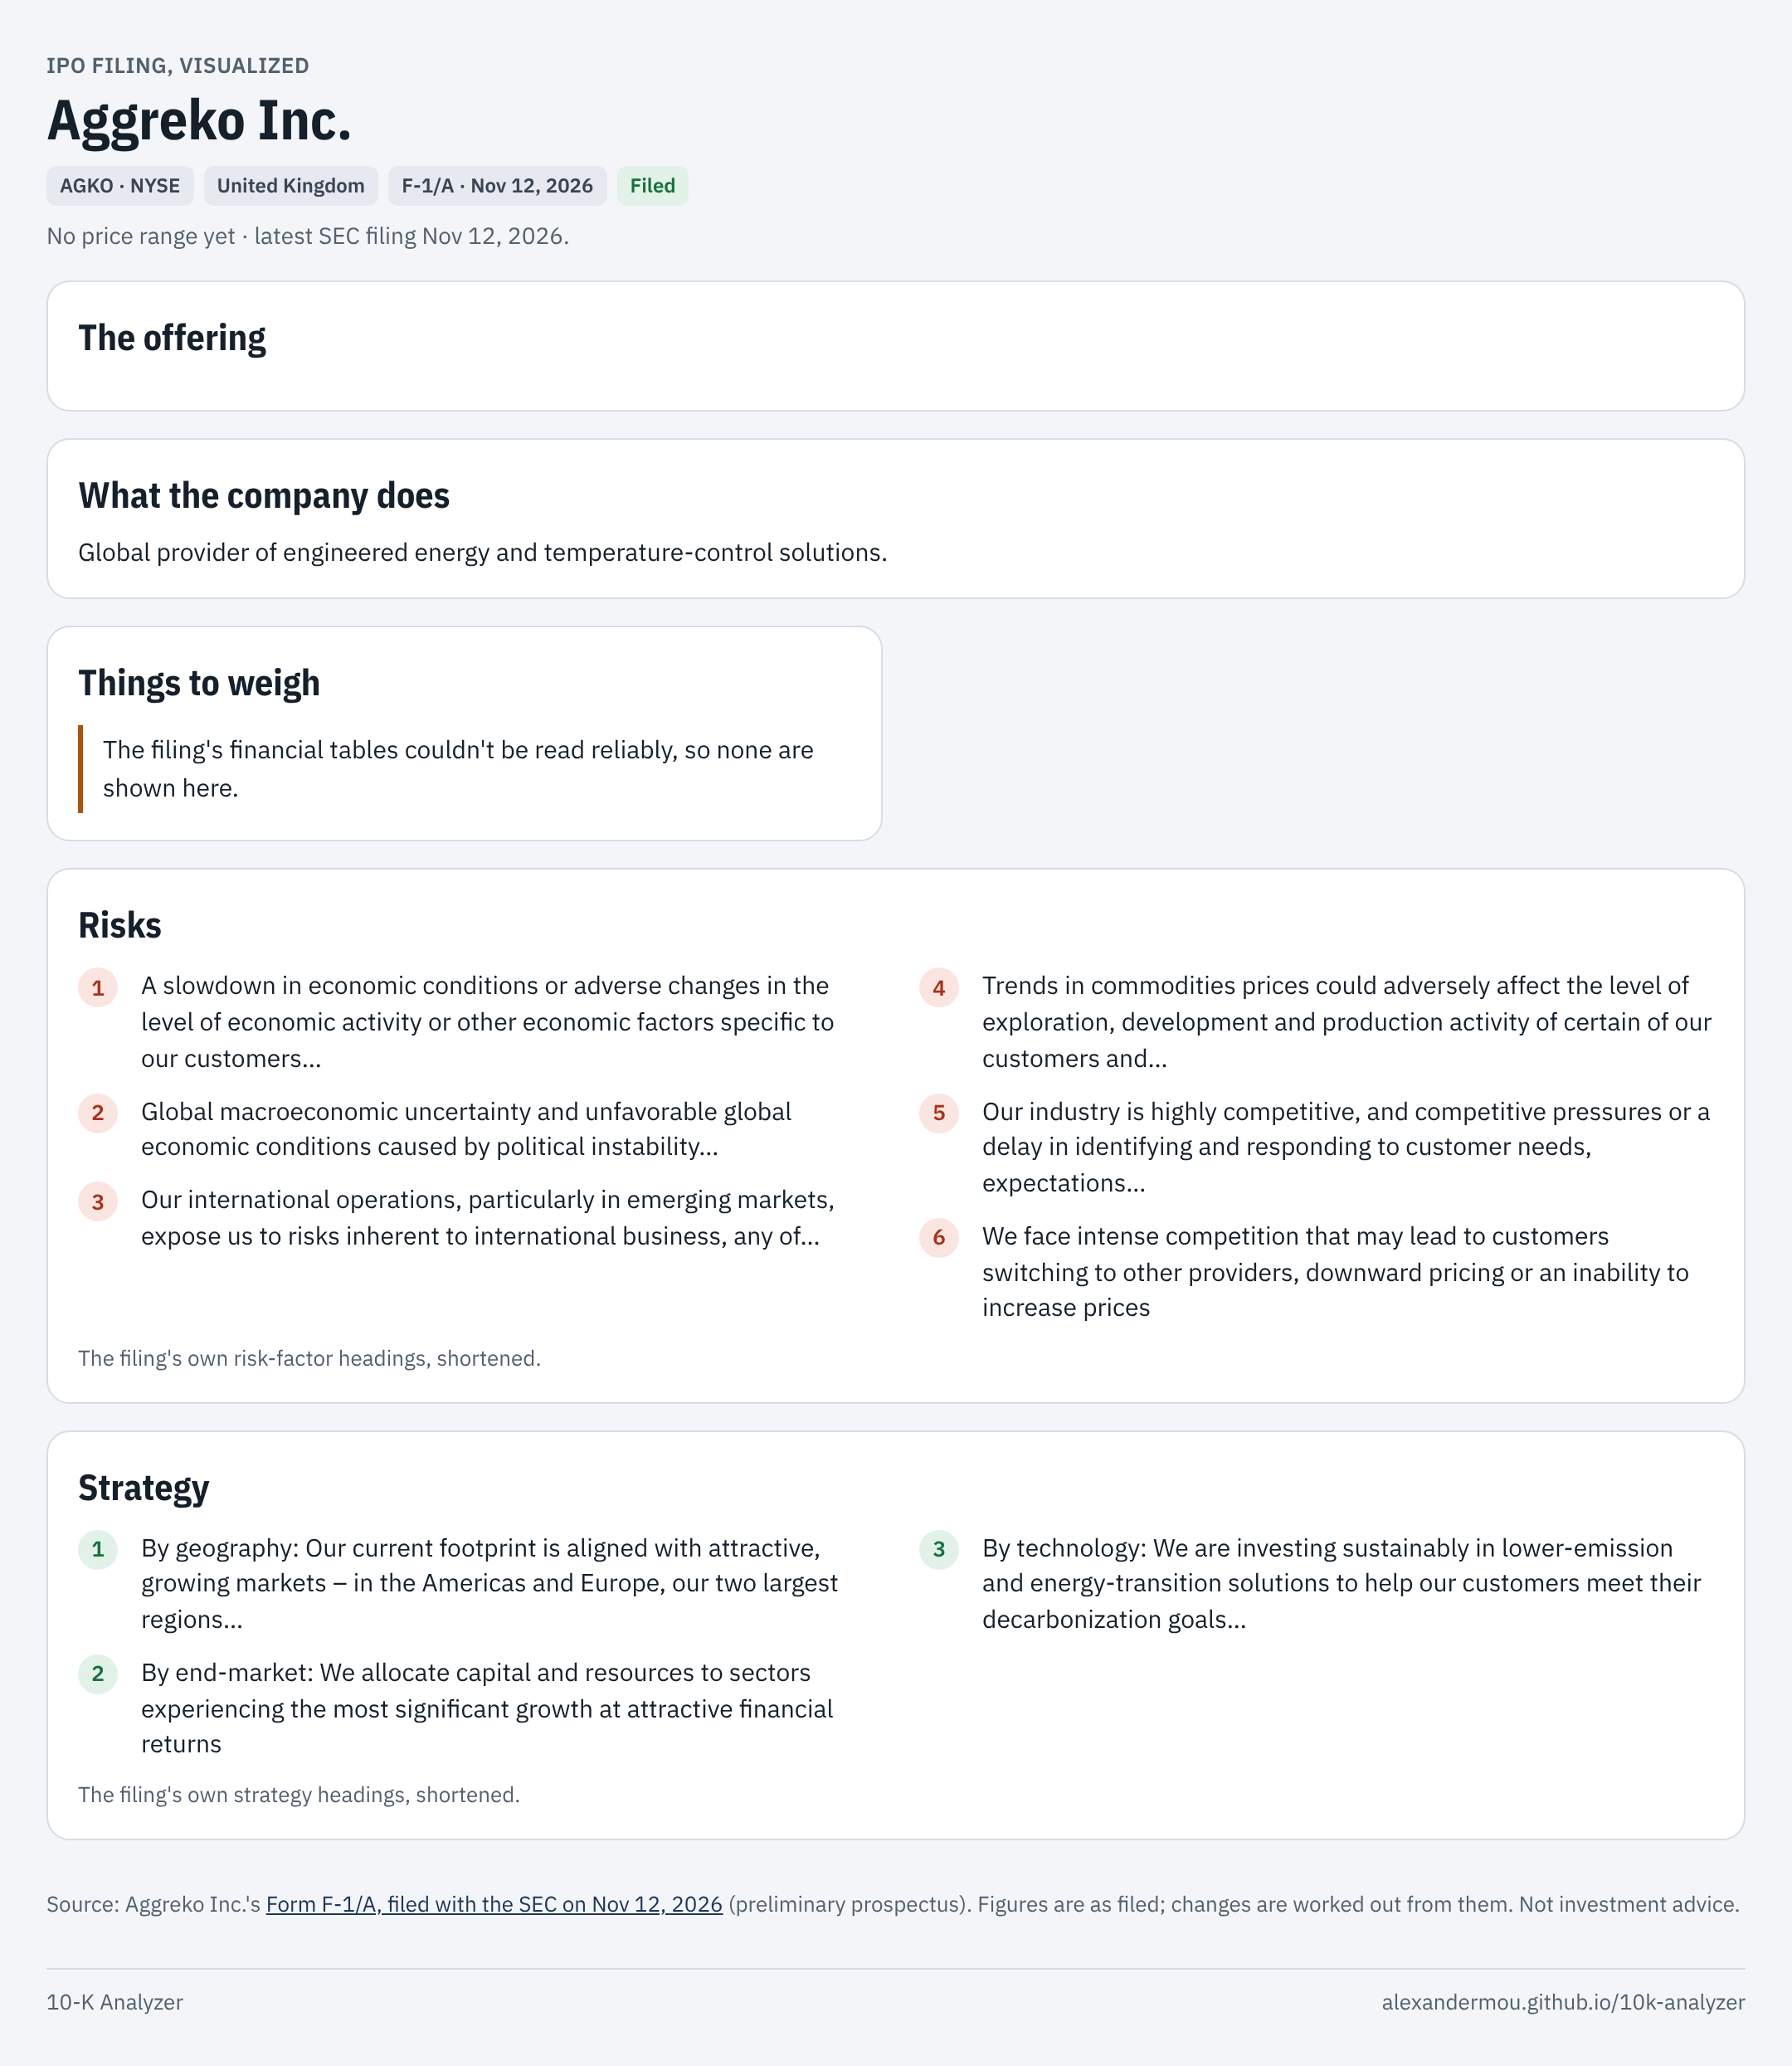 IPO FILING, VISUALIZED
Aggreko Inc.
AGKO · NYSE
United Kingdom
F-1/A · Nov 12, 2026
Filed
No price range yet · latest SEC filing Nov 12, 2026.
The offering
What the company does
Global provider of engineered energy and temperature-control solutions.
Things to weigh
The filing's financial tables couldn't be read reliably, so none are
shown here.
Risks
1
A slowdown in economic conditions or adverse changes in the
level of economic activity or other economic factors specific to
our customers...
2
Global macroeconomic uncertainty and unfavorable global
economic conditions caused by political instability...
3
Our international operations, particularly in emerging markets,
expose us to risks inherent to international business, any of...
4
Trends in commodities prices could adversely affect the level of
exploration, development and production activity of certain of our
customers and...
5
Our industry is highly competitive, and competitive pressures or a
delay in identifying and responding to customer needs,
expectations...
6
We face intense competition that may lead to customers
switching to other providers, downward pricing or an inability to
increase prices
The filing's own risk-factor headings, shortened.
Strategy
1
By geography: Our current footprint is aligned with attractive,
growing markets – in the Americas and Europe, our two largest
regions...
2
By end-market: We allocate capital and resources to sectors
experiencing the most significant growth at attractive financial
returns
3
By technology: We are investing sustainably in lower-emission
and energy-transition solutions to help our customers meet their
decarbonization goals...
The filing's own strategy headings, shortened.
Source: Aggreko Inc.'s Form F-1/A, filed with the SEC on Nov 12, 2026 (preliminary prospectus). Figures are as filed; changes are worked out from them. Not investment advice.
10-K Analyzer
alexandermou.github.io/10k-analyzer